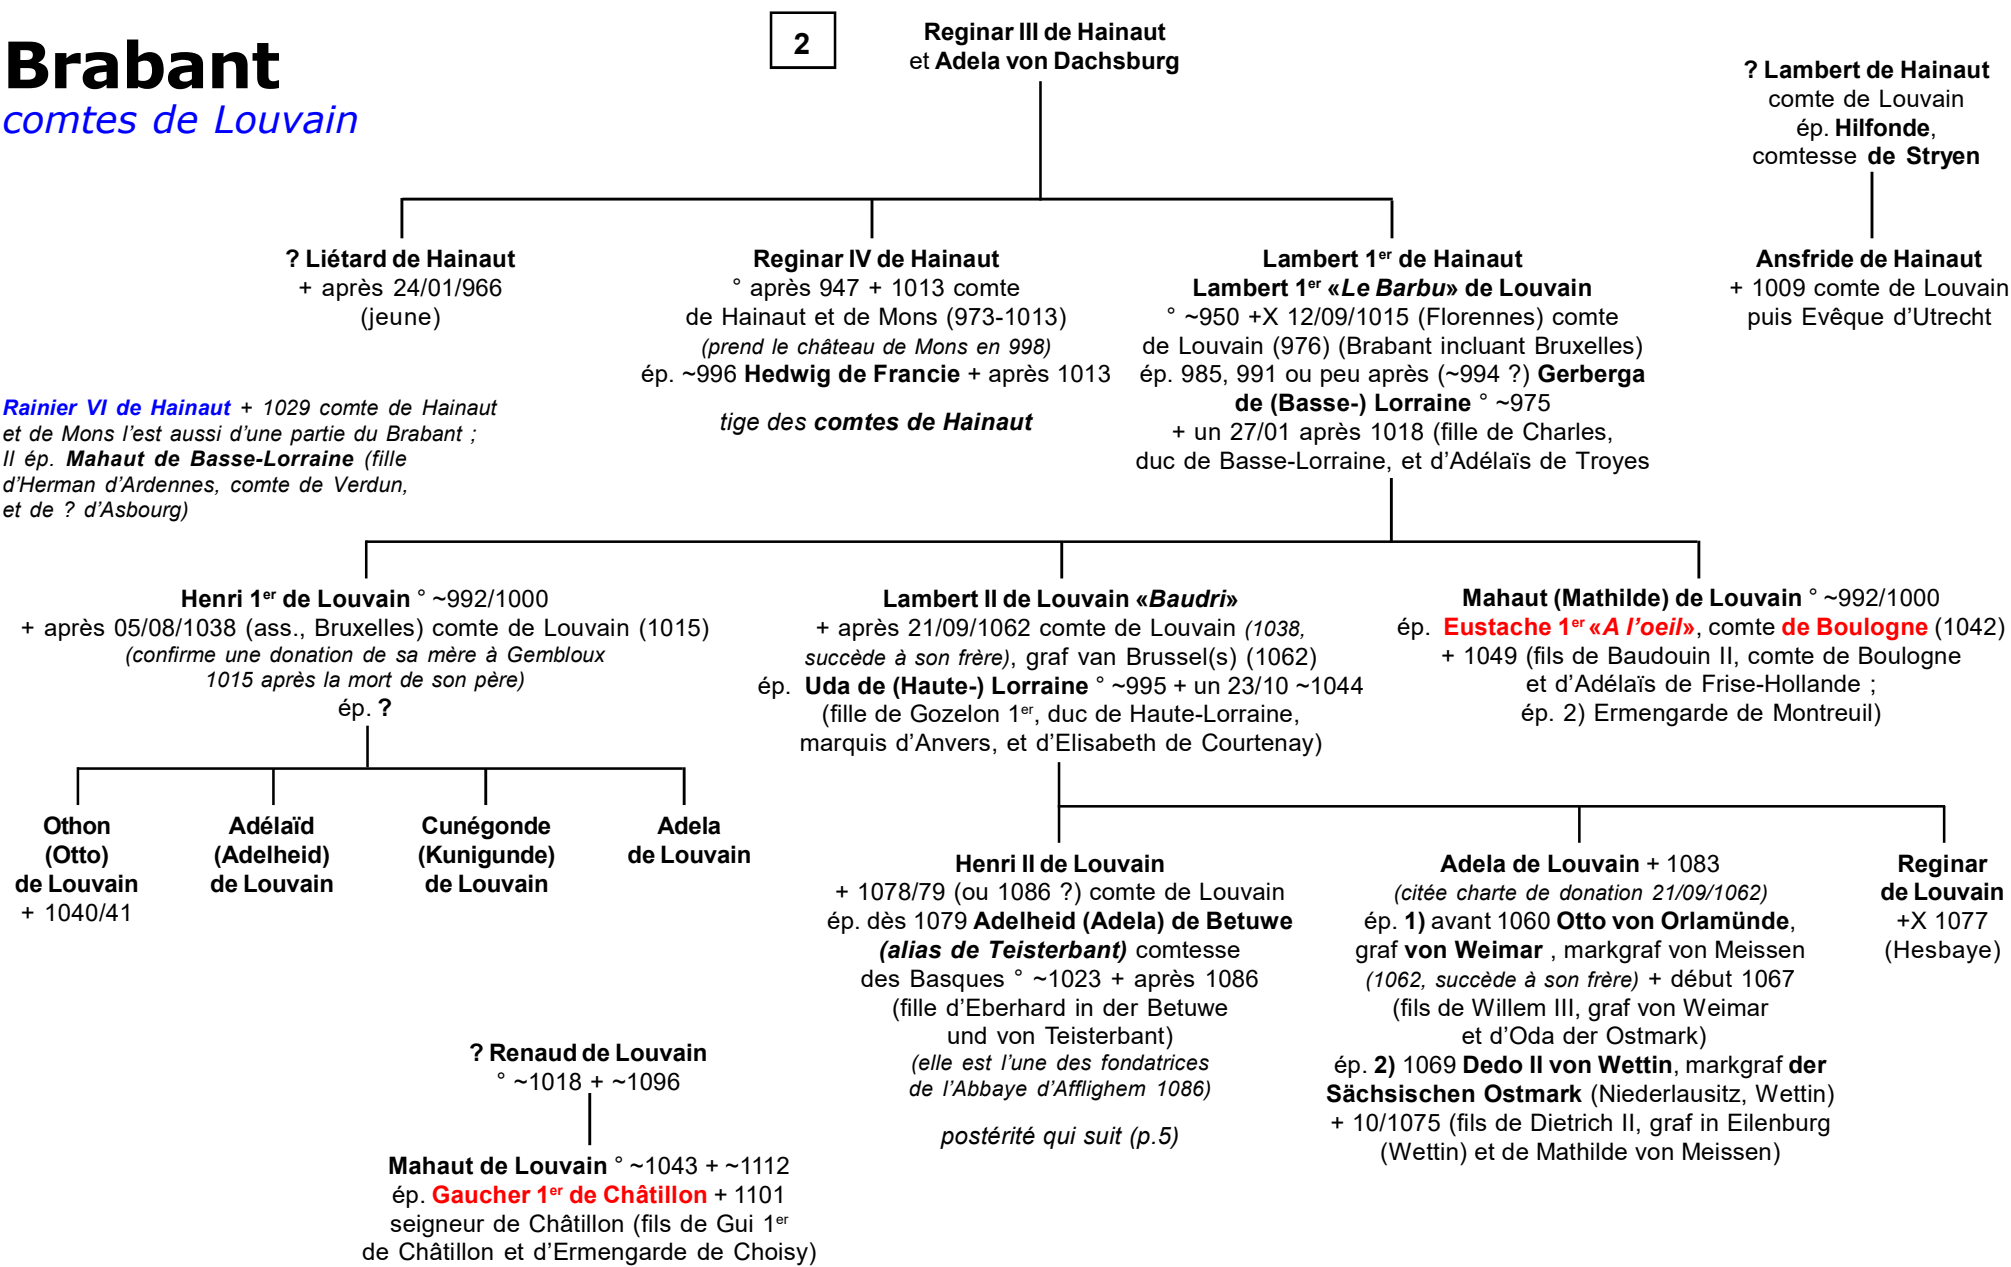 Brabant
comtes de Louvain
2
Reginar III de Hainaut
et Adela von Dachsburg
? Lambert de Hainaut
comte de Louvain
ép. Hilfonde,
comtesse de Stryen
? Liétard de Hainaut
+ après 24/01/966
(jeune)
Reginar IV de Hainaut
° après 947 + 1013 comte
de Hainaut et de Mons (973-1013)
(prend le château de Mons en 998)
ép. ~996 Hedwig de Francie + après 1013
tige des comtes de Hainaut
Lambert 1er de Hainaut
Lambert 1er «Le Barbu» de Louvain
° ~950 +X 12/09/1015 (Florennes) comte
de Louvain (976) (Brabant incluant Bruxelles)
ép. 985, 991 ou peu après (~994 ?) Gerberga
de (Basse-) Lorraine ° ~975
+ un 27/01 après 1018 (fille de Charles,
duc de Basse-Lorraine, et d'Adélaïs de Troyes
Ansfride de Hainaut
+ 1009 comte de Louvain
puis Evêque d'Utrecht
Rainier VI de Hainaut + 1029 comte de Hainaut
et de Mons l'est aussi d'une partie du Brabant ;
Il ép. Mahaut de Basse-Lorraine (fille
d'Herman d'Ardennes, comte de Verdun,
et de ? d'Asbourg)
Henri 1er de Louvain ° ~992/1000
+ après 05/08/1038 (ass., Bruxelles) comte de Louvain (1015)
(confirme une donation de sa mère à Gembloux
1015 après la mort de son père)
ép. ?
Lambert II de Louvain «Baudri»
+ après 21/09/1062 comte de Louvain (1038,
succède à son frère), graf van Brussel(s) (1062)
ép. Uda de (Haute-) Lorraine ° ~995 + un 23/10 ~1044
(fille de Gozelon 1er, duc de Haute-Lorraine,
marquis d'Anvers, et d'Elisabeth de Courtenay)
Mahaut (Mathilde) de Louvain ° ~992/1000
ép. Eustache 1er «A l'oeil», comte de Boulogne (1042)
+ 1049 (fils de Baudouin II, comte de Boulogne
et d'Adélaïs de Frise-Hollande ;
ép. 2) Ermengarde de Montreuil)
Othon
(Otto)
de Louvain
+ 1040/41
Adélaïd
(Adelheid)
de Louvain
Cunégonde
(Kunigunde)
de Louvain
Adela
de Louvain
Henri II de Louvain
+ 1078/79 (ou 1086 ?) comte de Louvain
ép. dès 1079 Adelheid (Adela) de Betuwe
(alias de Teisterbant) comtesse
des Basques ° ~1023 + après 1086
(fille d'Eberhard in der Betuwe
und von Teisterbant)
(elle est l'une des fondatrices
de l'Abbaye d'Afflighem 1086)
postérité qui suit (p.5)
Adela de Louvain + 1083
(citée charte de donation 21/09/1062)
ép. 1) avant 1060 Otto von Orlamünde,
graf von Weimar , markgraf von Meissen
(1062, succède à son frère) + début 1067
(fils de Willem III, graf von Weimar
et d'Oda der Ostmark)
ép. 2) 1069 Dedo II von Wettin, markgraf der
Sächsischen Ostmark (Niederlausitz, Wettin)
+ 10/1075 (fils de Dietrich II, graf in Eilenburg
(Wettin) et de Mathilde von Meissen)
Reginar
de Louvain
+X 1077
(Hesbaye)
? Renaud de Louvain
° ~1018 + ~1096
Mahaut de Louvain ° ~1043 + ~1112
ép. Gaucher 1er de Châtillon + 1101
seigneur de Châtillon (fils de Gui 1er
de Châtillon et d'Ermengarde de Choisy)